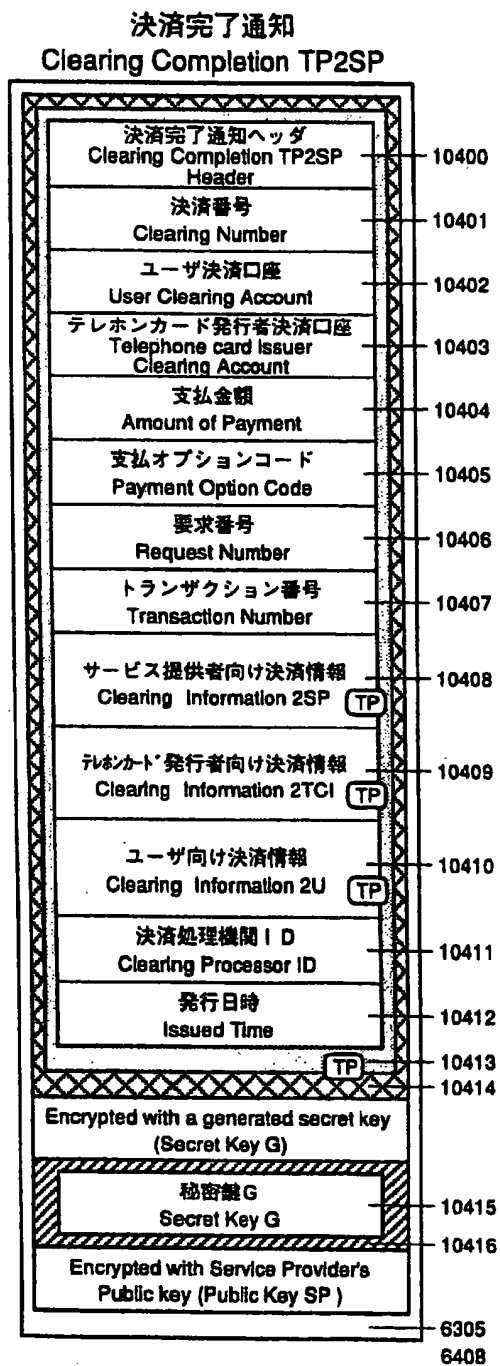 決済完了通知
Clearing Completion TP2SP
決済完了通知ヘッダ
Clearing Completion TP2SP
Header
10400
決済番号
Clearing Number
10401
ユーザ決済口座
User Clearing Account
10402
テレホンカード発行者決済口座
Telephone card issuer
Clearing Account
10403
支払金額
Amount of Payment
10404
支払オプションコード
Payment Option Code
10405
要求番号
Request Number
10406
トランザクション番号
Transaction Number
10407
サービス提供者向け決済情報
Clearing Information 2SP
TP
10408
テレホンカード発行者向け決済情報
Clearing Information 2TCI
TP
10409
ユーザ向け決済情報
Clearing Information 2U
TP
10410
決済処理機関ID
Clearing Processor ID
10411
発行日時
Issued Time
10412
TP
10413
10414
Encrypted with a generated secret key
(Secret Key G)
秘密鍵G
Secret Key G
10415
10416
Encrypted with Service Provider's
Public key (Public Key SP )
6305
6408